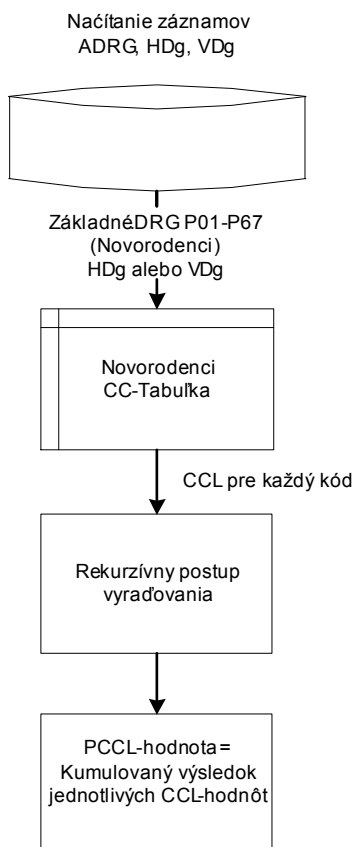 Načítanie záznamov
ADRG, HDg, VDg
ZákladnéDRG P01-P67
(Novorodenci)
HDg alebo VDg
Novorodenci
CC-Tabuľka
CCL pre každý kód
Rekurzívny postup
vyraďovania
PCCL-hodnota=
Kumulovaný výsledok
jednotlivých CCL-hodnôt